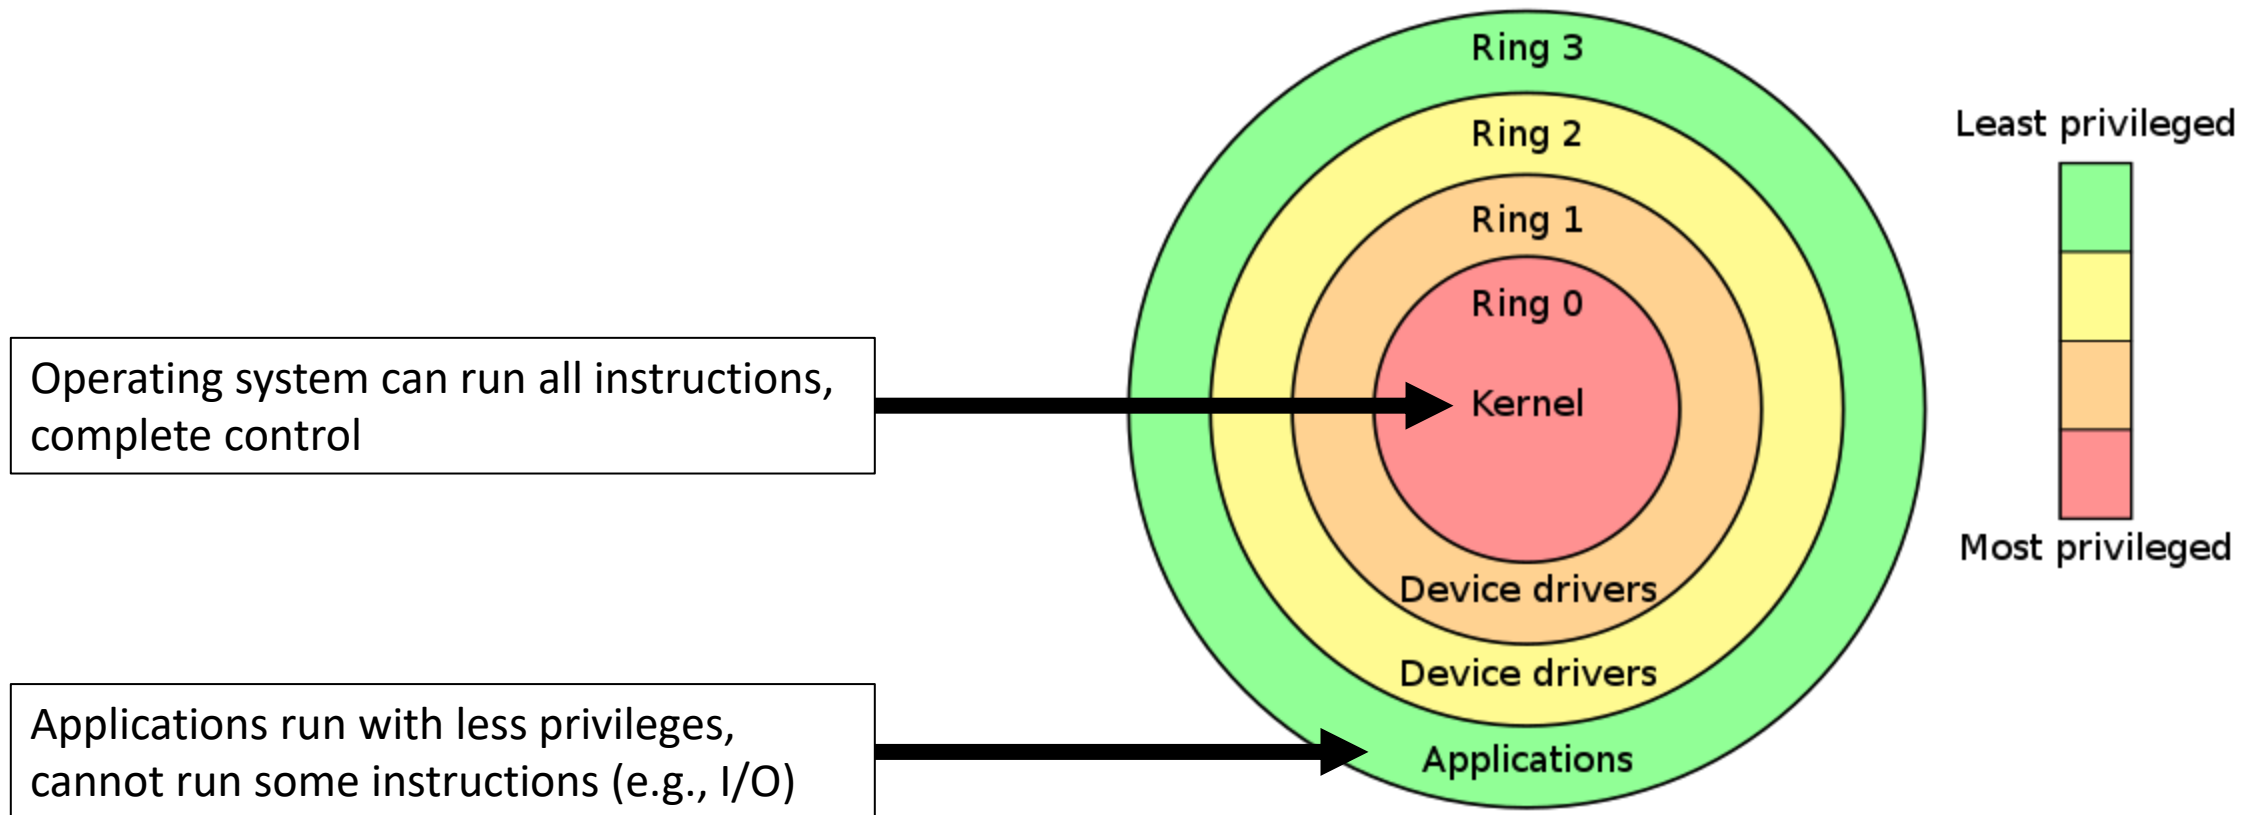 Ring 3
Least privileged
Ring 2
Ring 1
Ring 0
Operating system can run all instructions,
complete control
Kernel
Most privileged
Device drivers
Device drivers
Applications run with less privileges,
cannot run some instructions (e.g., I/O)
Applications